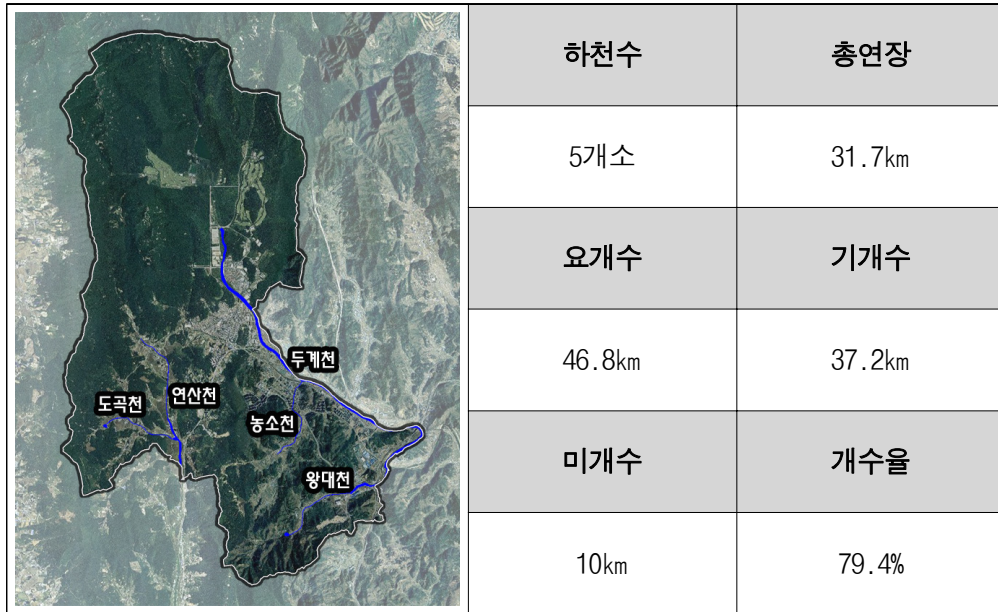 하천수 총연장
5개소 31.7㎞
요개수 기개수
46.8㎞ 37.2㎞
미개수 개수율
10㎞ 79.4%
두계천
연산천
도곡천
농소천
왕대천